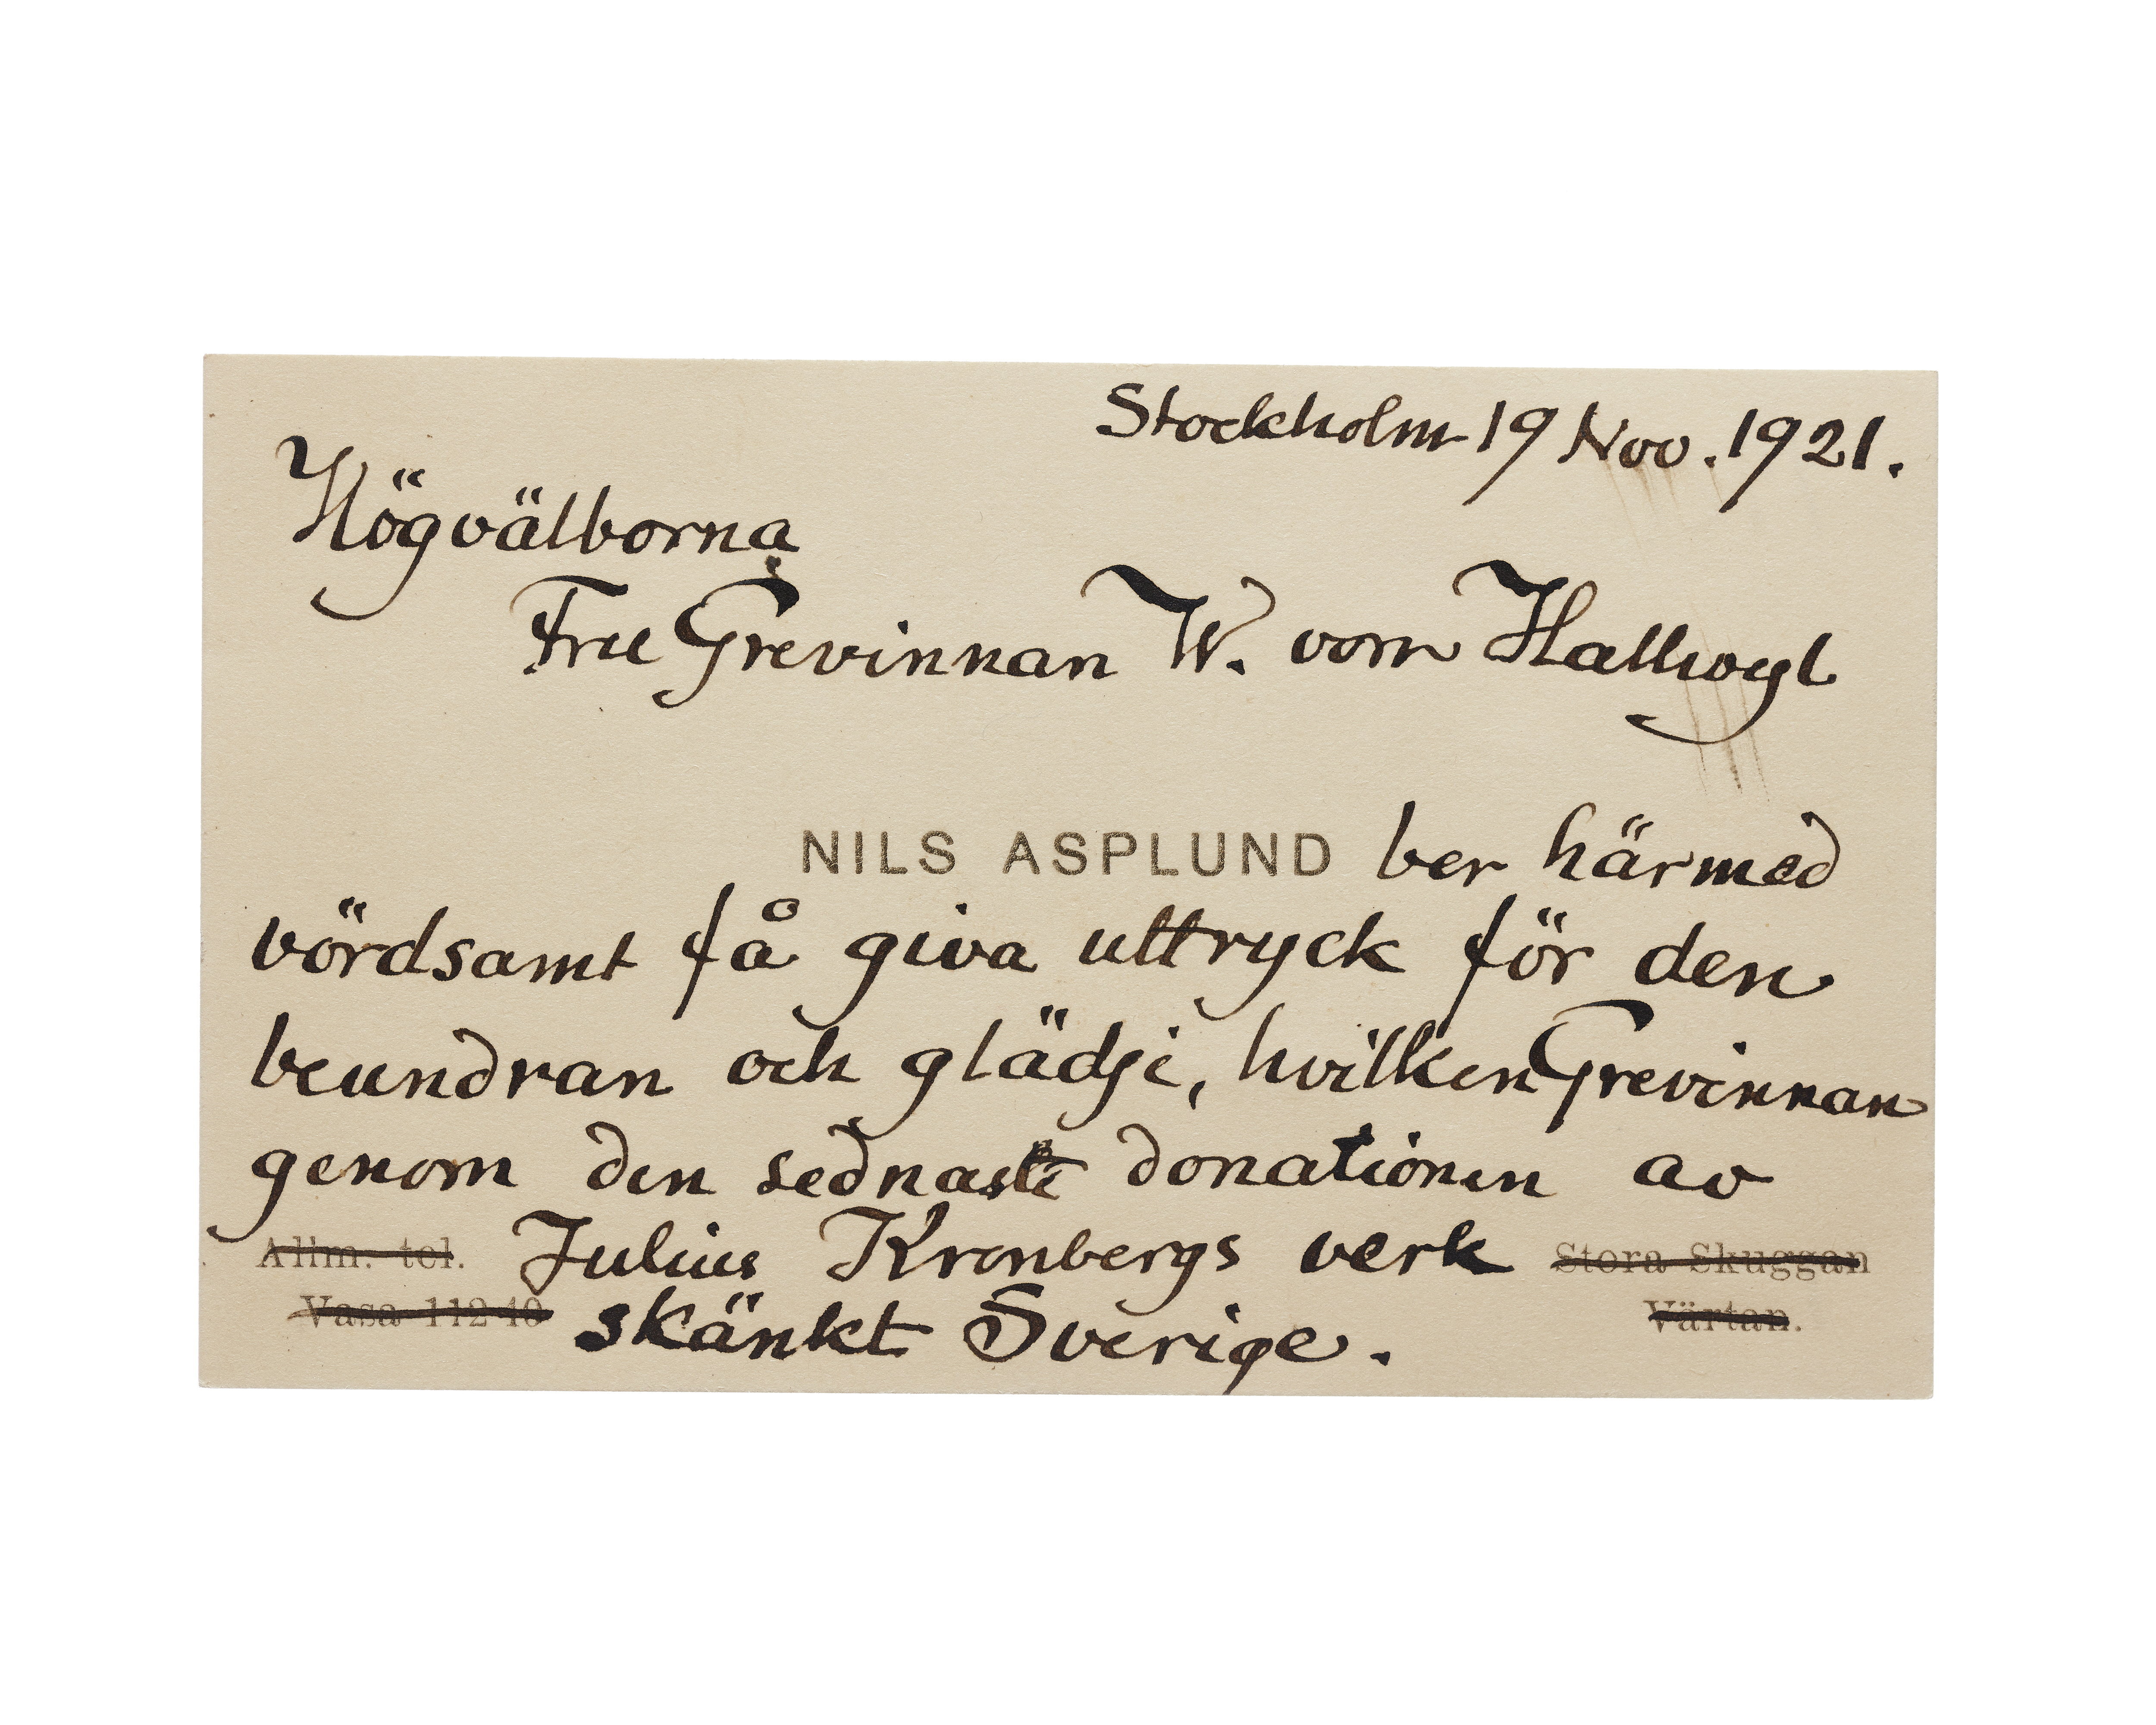 Stockholm 19 Nov. 1921.
Högvälborna
Fru Grevinnan W. von Hallwyl
NILS ASPLUND ber härmed
vördsamt få giva uttryck för den
beundran och glädje, hvilken Grevinnan
genom den sednaste donationen av
Allm. tel. Julius Kronbergs verk Stora Skuggan
Vasa 112 40 skänkt Sverige. Värtan.